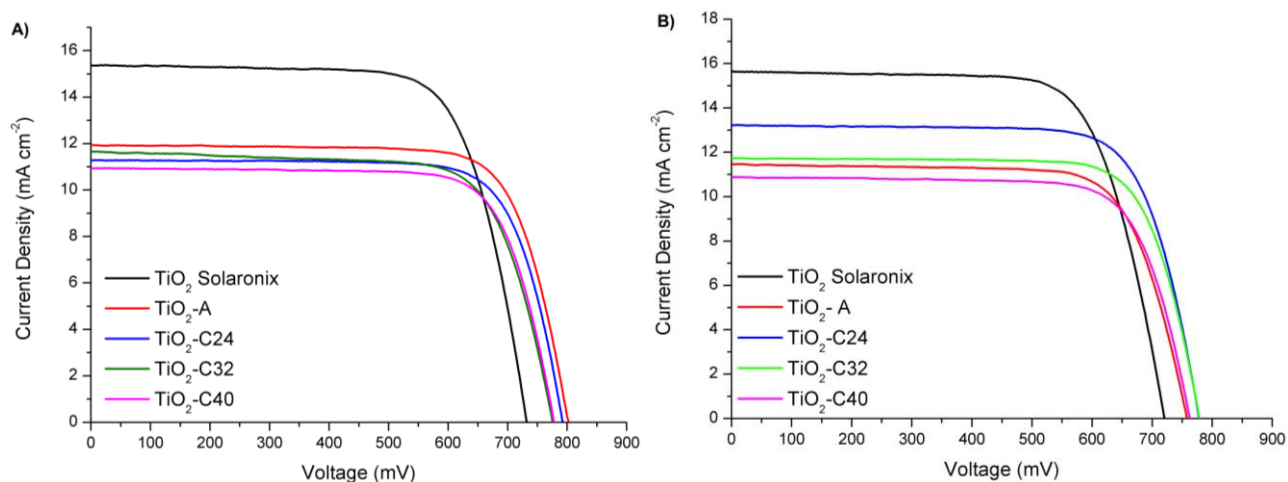 A)
Current Density (mA cm⁻²)
16
14
12
10
8
6
4
2
0
TiO₂ Solaronix
TiO₂-A
TiO₂-C24
TiO₂-C32
TiO₂-C40
0 100 200 300 400 500 600 700 800 900
Voltage (mV)
B)
Current Density (mA cm⁻²)
18
16
14
12
10
8
6
4
2
0
TiO₂ Solaronix
TiO₂- A
TiO₂-C24
TiO₂-C32
TiO₂-C40
0 100 200 300 400 500 600 700 800 900
Voltage (mV)